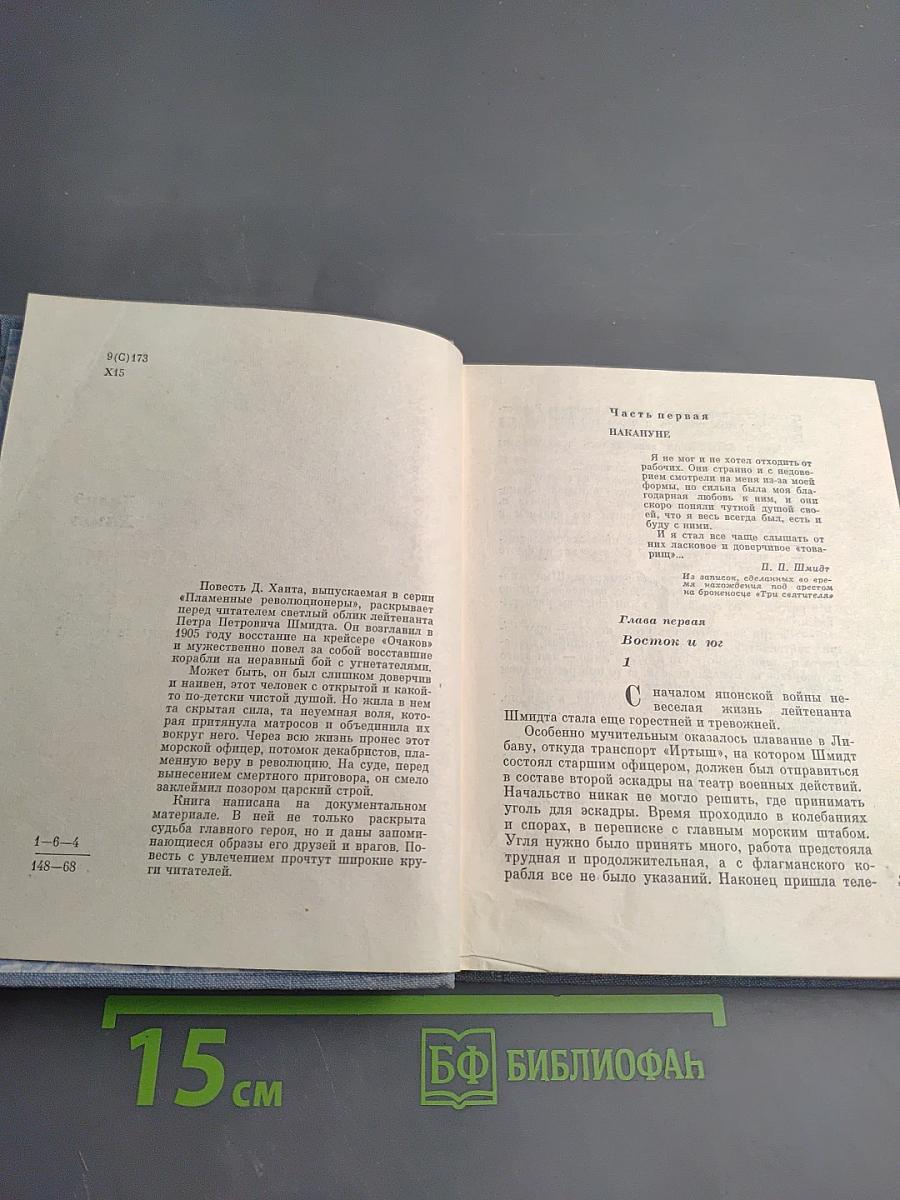 9(С)173
Х15
Повесть Д. Хаита, выпускаемая в серии
«Пламенные революционеры», раскрывает
перед читателем светлый облик лейтенанта
Петра Петровича Шмидта. Он возглавил в
1905 году восстание на крейсере «Очаков»
и мужественно повел за собой восставшие
корабли на неравный бой с угнетателями.
Может быть, он был слишком доверчив
и наивен, этот человек с открытой и какой-
то по-детски чистой душой. Но жила в нем
та скрытая сила, та неуемная воля, кото-
рая притянула матросов и объединила их
вокруг него. Через всю жизнь пронес этот
морской офицер, потомок декабристов, пла-
менную веру в революцию. На суде, перед
вынесением смертного приговора, он смело
заклеймил позором царский строй.
Книга написана на документальном
материале. В ней не только раскрыта
судьба главного героя, но и даны запоми-
нающиеся образы его друзей и врагов. По-
весть с увлечением прочтут широкие кру-
ги читателей.
1—6—4
148—68
Часть первая
НАКАНУНЕ
Я не мог и не хотел отходить от
рабочих. Они странно и с недове-
рием смотрели на меня из-за моей
формы, но сильна была моя бла-
годарная любовь к ним, и они
скоро поняли чуткой душой сво-
ей, что я весь всегда был, есть и
буду с ними.
И я стал все чаще слышать от
них ласковое и доверчивое «това-
рищ»...
П. П. Шмидт
Из записок, сделанных во вре-
мя нахождения под арестом
на броненосце «Три святителя»
Глава первая
Восток и юг
1
С началом японской войны не-
веселая жизнь лейтенанта
Шмидта стала еще горестней и тревожней.
Особенно мучительным оказалось плавание в Ли-
баву, откуда транспорт «Иртыш», на котором Шмидт
состоял старшим офицером, должен был отправиться
в составе второй эскадры на театр военных действий.
Начальство никак не могло решить, где принимать
уголь для эскадры. Время проходило в колебаниях
и спорах, в переписке с главным морским штабом.
Угля нужно было принять много, работа предстояла
трудная и продолжительная, а с флагманского ко-
рабля все не было указаний. Наконец пришла теле-
15 см
БФ БИБЛИОФАН